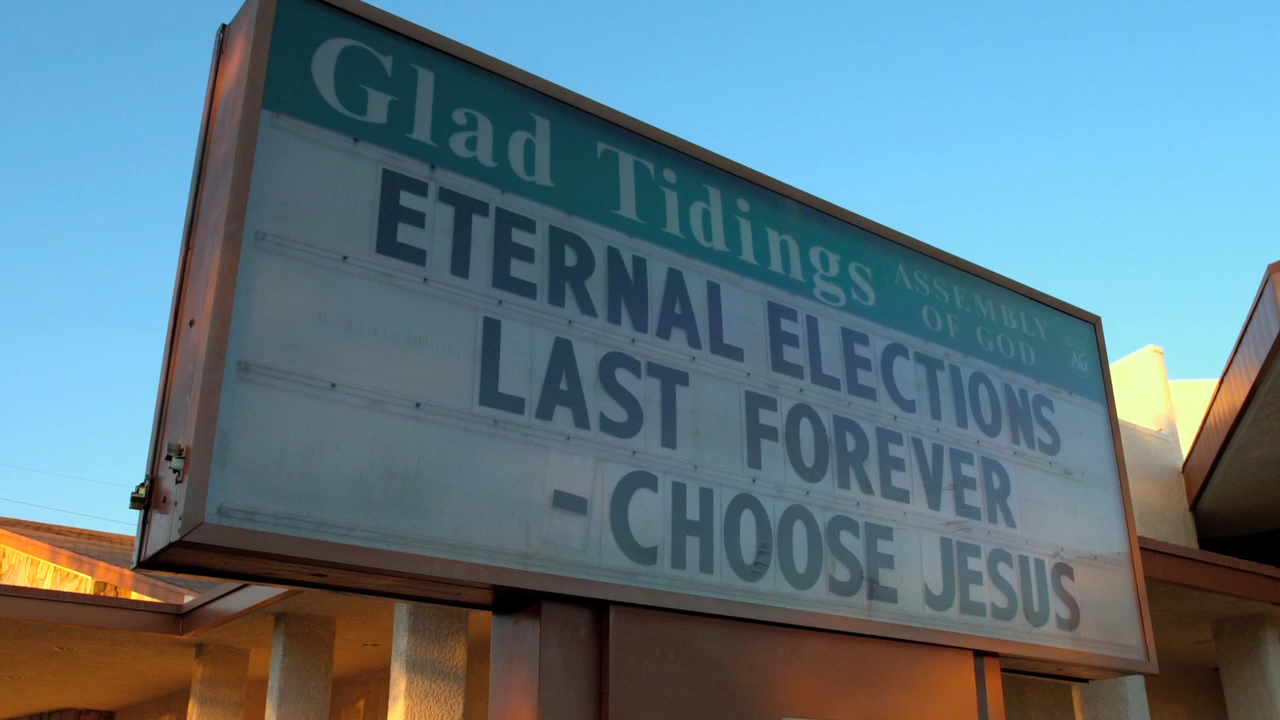 Glad Tidings
ASSEMBLY
OF GOD
AG
ETERNAL ELECTIONS
LAST FOREVER
-CHOOSE JESUS